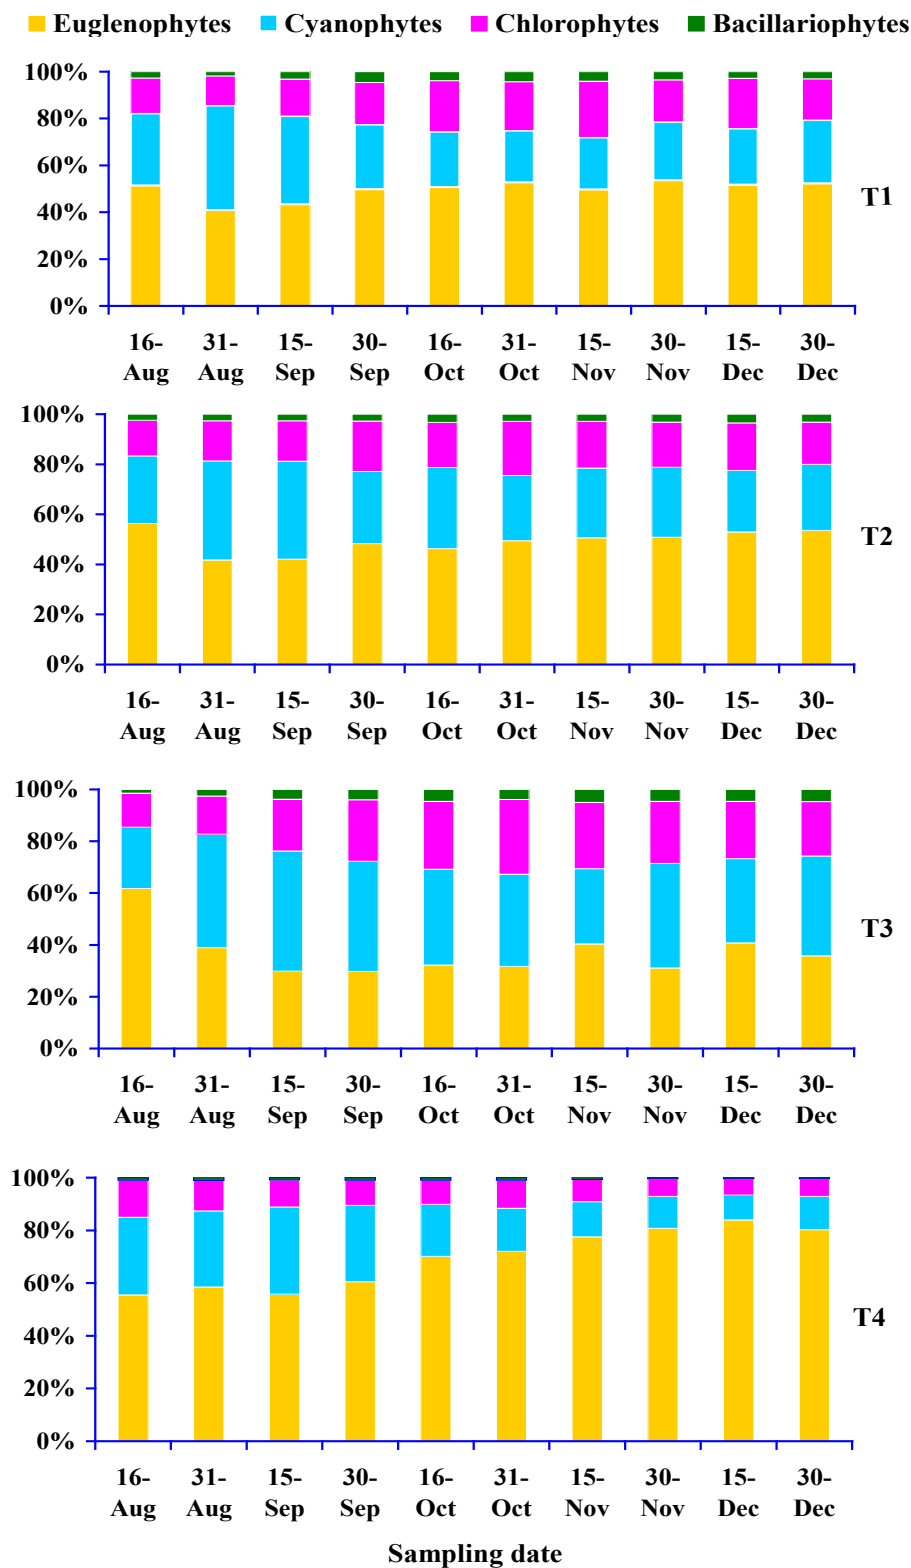 Euglenophytes Cyanophytes Chlorophytes Bacillariophytes
100%
80%
60%
40%
20%
0%
T1
16- 31- 15- 30- 16- 31- 15- 30- 15- 30-
Aug Aug Sep Sep Oct Oct Nov Nov Dec Dec
100%
80%
60%
40%
20%
0%
T2
16- 31- 15- 30- 16- 31- 15- 30- 15- 30-
Aug Aug Sep Sep Oct Oct Nov Nov Dec Dec
100%
80%
60%
40%
20%
0%
T3
16- 31- 15- 30- 16- 31- 15- 30- 15- 30-
Aug Aug Sep Sep Oct Oct Nov Nov Dec Dec
100%
80%
60%
40%
20%
0%
T4
16- 31- 15- 30- 16- 31- 15- 30- 15- 30-
Aug Aug Sep Sep Oct Oct Nov Nov Dec Dec
Sampling date